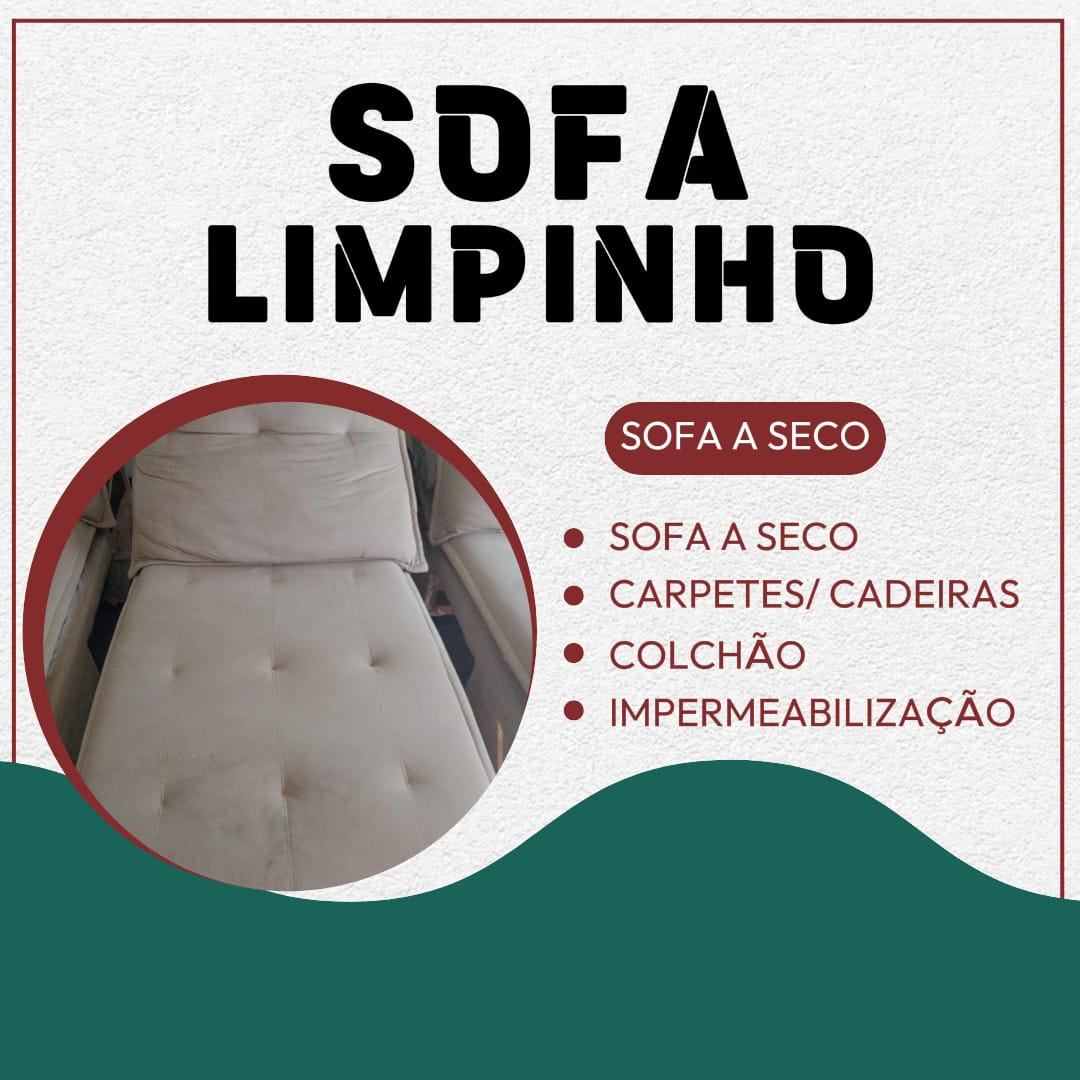 SOFA
LIMPINHO
SOFA A SECO
SOFA A SECO
CARPETES/ CADEIRAS
COLCHÃO
IMPERMEABILIZAÇÃO